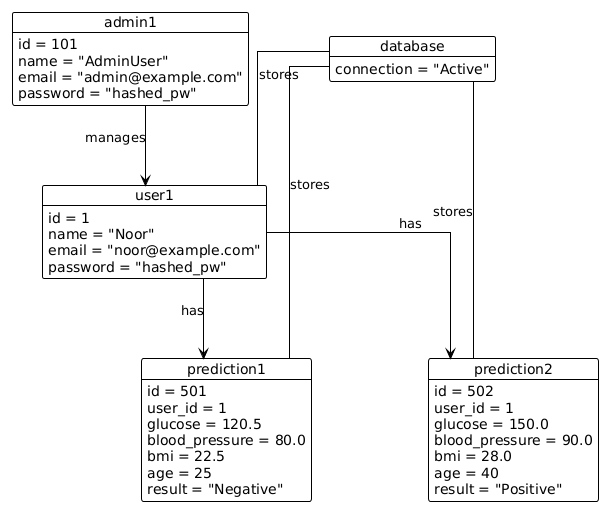 admin1
id = 101
name = "AdminUser"
email = "admin@example.com"
password = "hashed_pw"
database
connection = "Active"
stores
manages
stores
user1
id = 1
name = "Noor"
email = "noor@example.com"
password = "hashed_pw"
stores
has
has
prediction1
id = 501
user_id = 1
glucose = 120.5
blood_pressure = 80.0
bmi = 22.5
age = 25
result = "Negative"
prediction2
id = 502
user_id = 1
glucose = 150.0
blood_pressure = 90.0
bmi = 28.0
age = 40
result = "Positive"